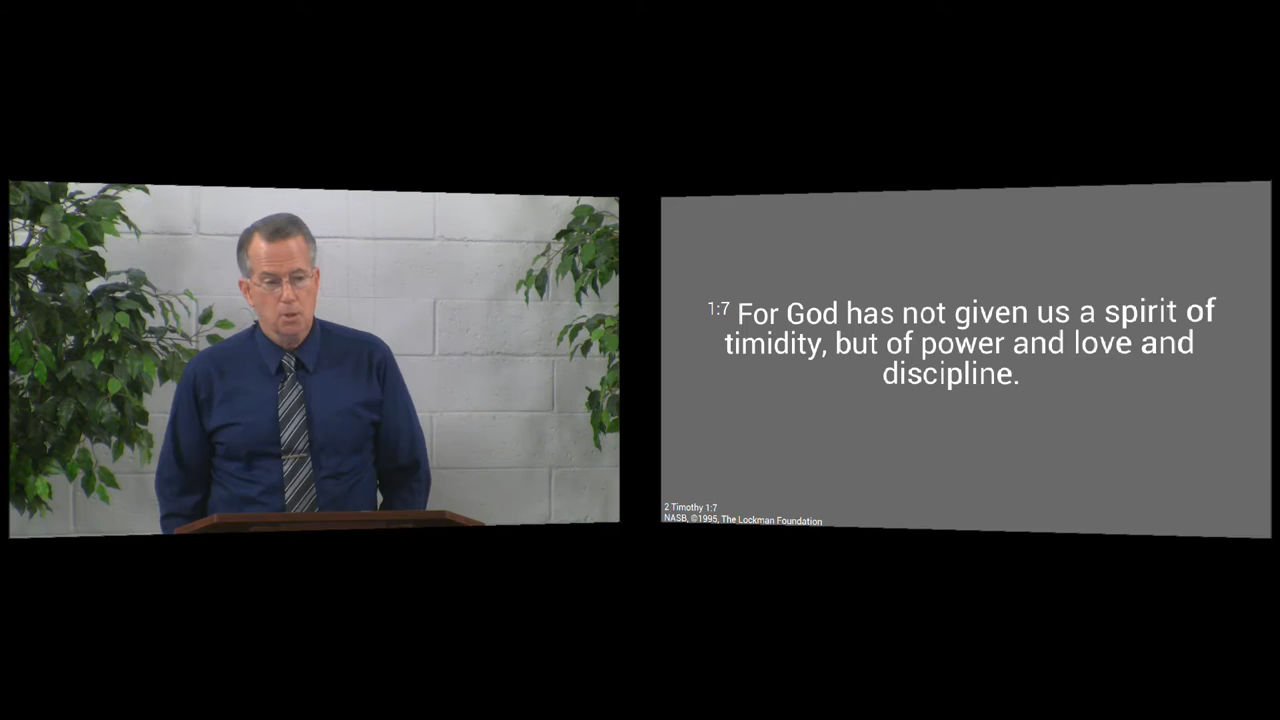 1:7 For God has not given us a spirit of
timidity, but of power and love and
discipline.
2 Timothy 1:7
NASB, ©1995, The Lockman Foundation